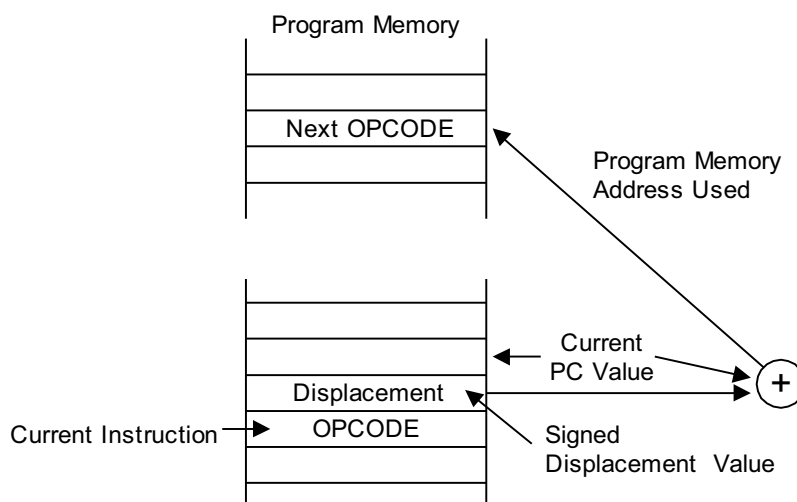 Program Memory
Next OPCODE
Program Memory
Address Used
Current
PC Value
Displacement
+
Current Instruction
OPCODE
Signed
Displacement Value